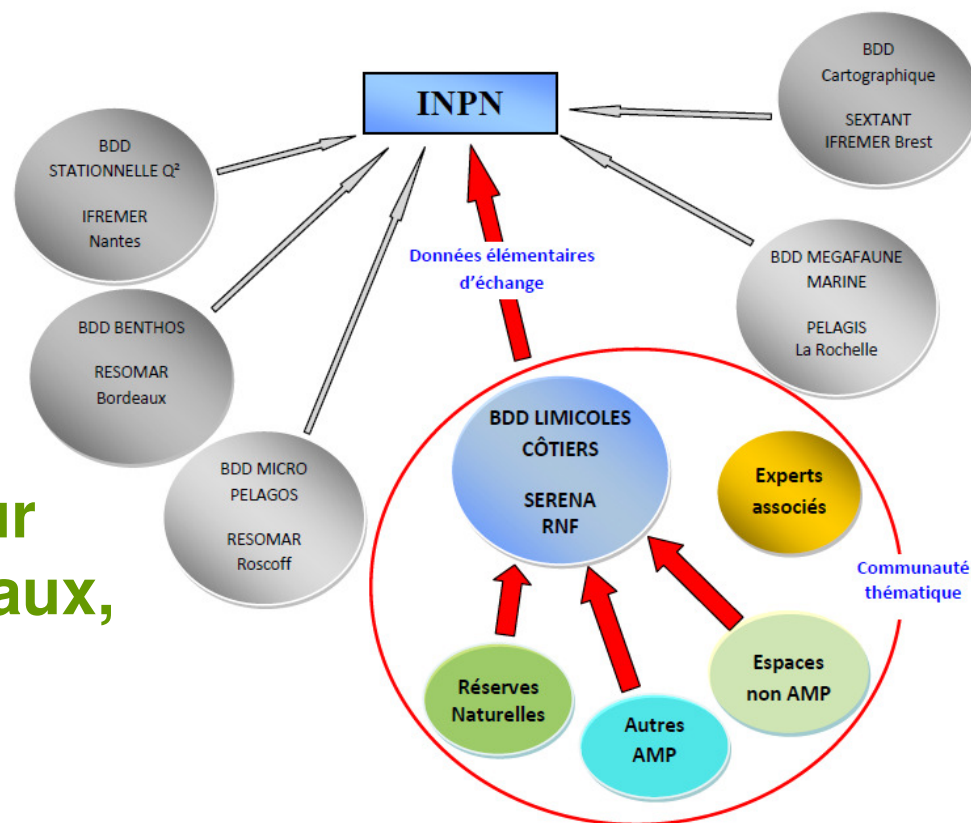 INPN
BDD
Cartographique
SEXTANT
IFREMER Brest
BDD
STATIONNELLE Q²
IFREMER
Nantes
Données élémentaires
d'échange
BDD MEGAFAUNE
MARINE
PELAGIS
La Rochelle
BDD BENTHOS
RESOMAR
Bordeaux
BDD LIMICOLES
CÔTIERS
SERENA
RNF
BDD MICRO
PELAGOS
RESOMAR
Roscoff
Experts
associés
ur
aux,
Communauté
thématique
Réserves
Naturelles
Autres
AMP
Espaces
non AMP